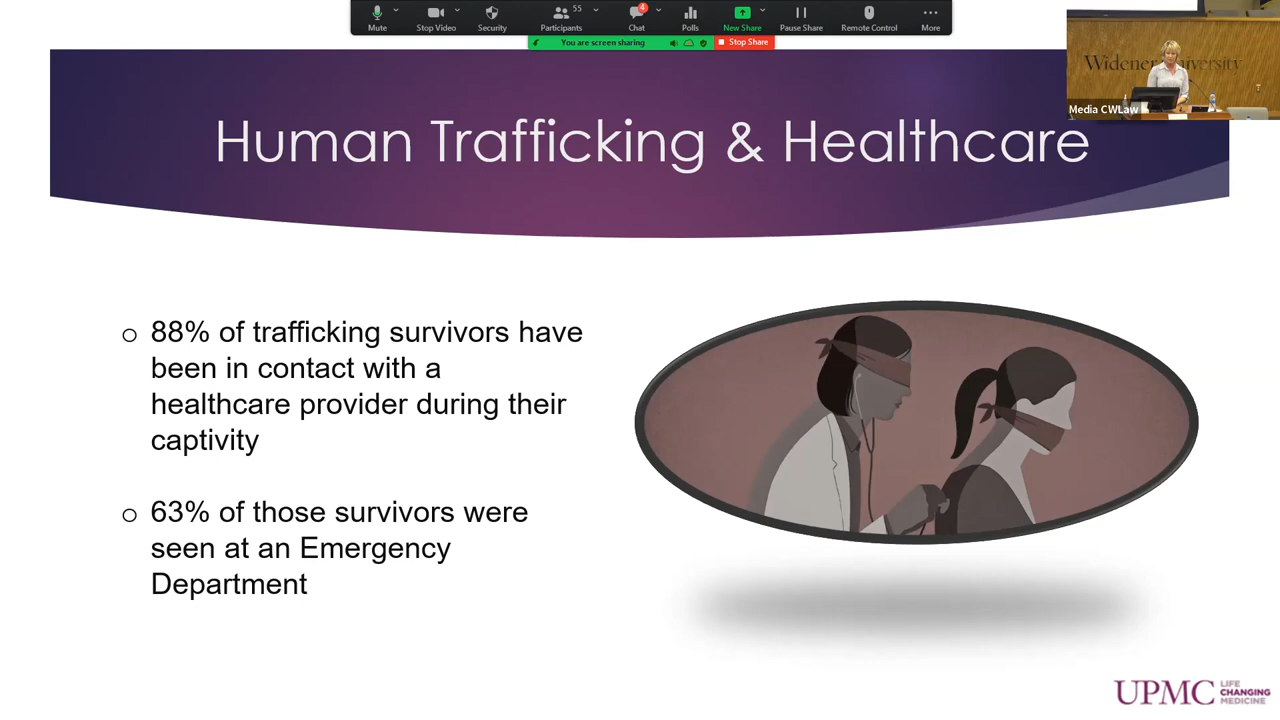 55
4
Mute
Stop Video
Security
Participants
Chat
Polls
New Share
Pause Share
Remote Control
More
You are screen sharing
Stop Share
Widener University
Media CWLaw
Human Trafficking & Healthcare
88% of trafficking survivors have
been in contact with a
healthcare provider during their
captivity
63% of those survivors were
seen at an Emergency
Department
UPMC
LIFE
CHANGING
MEDICINE